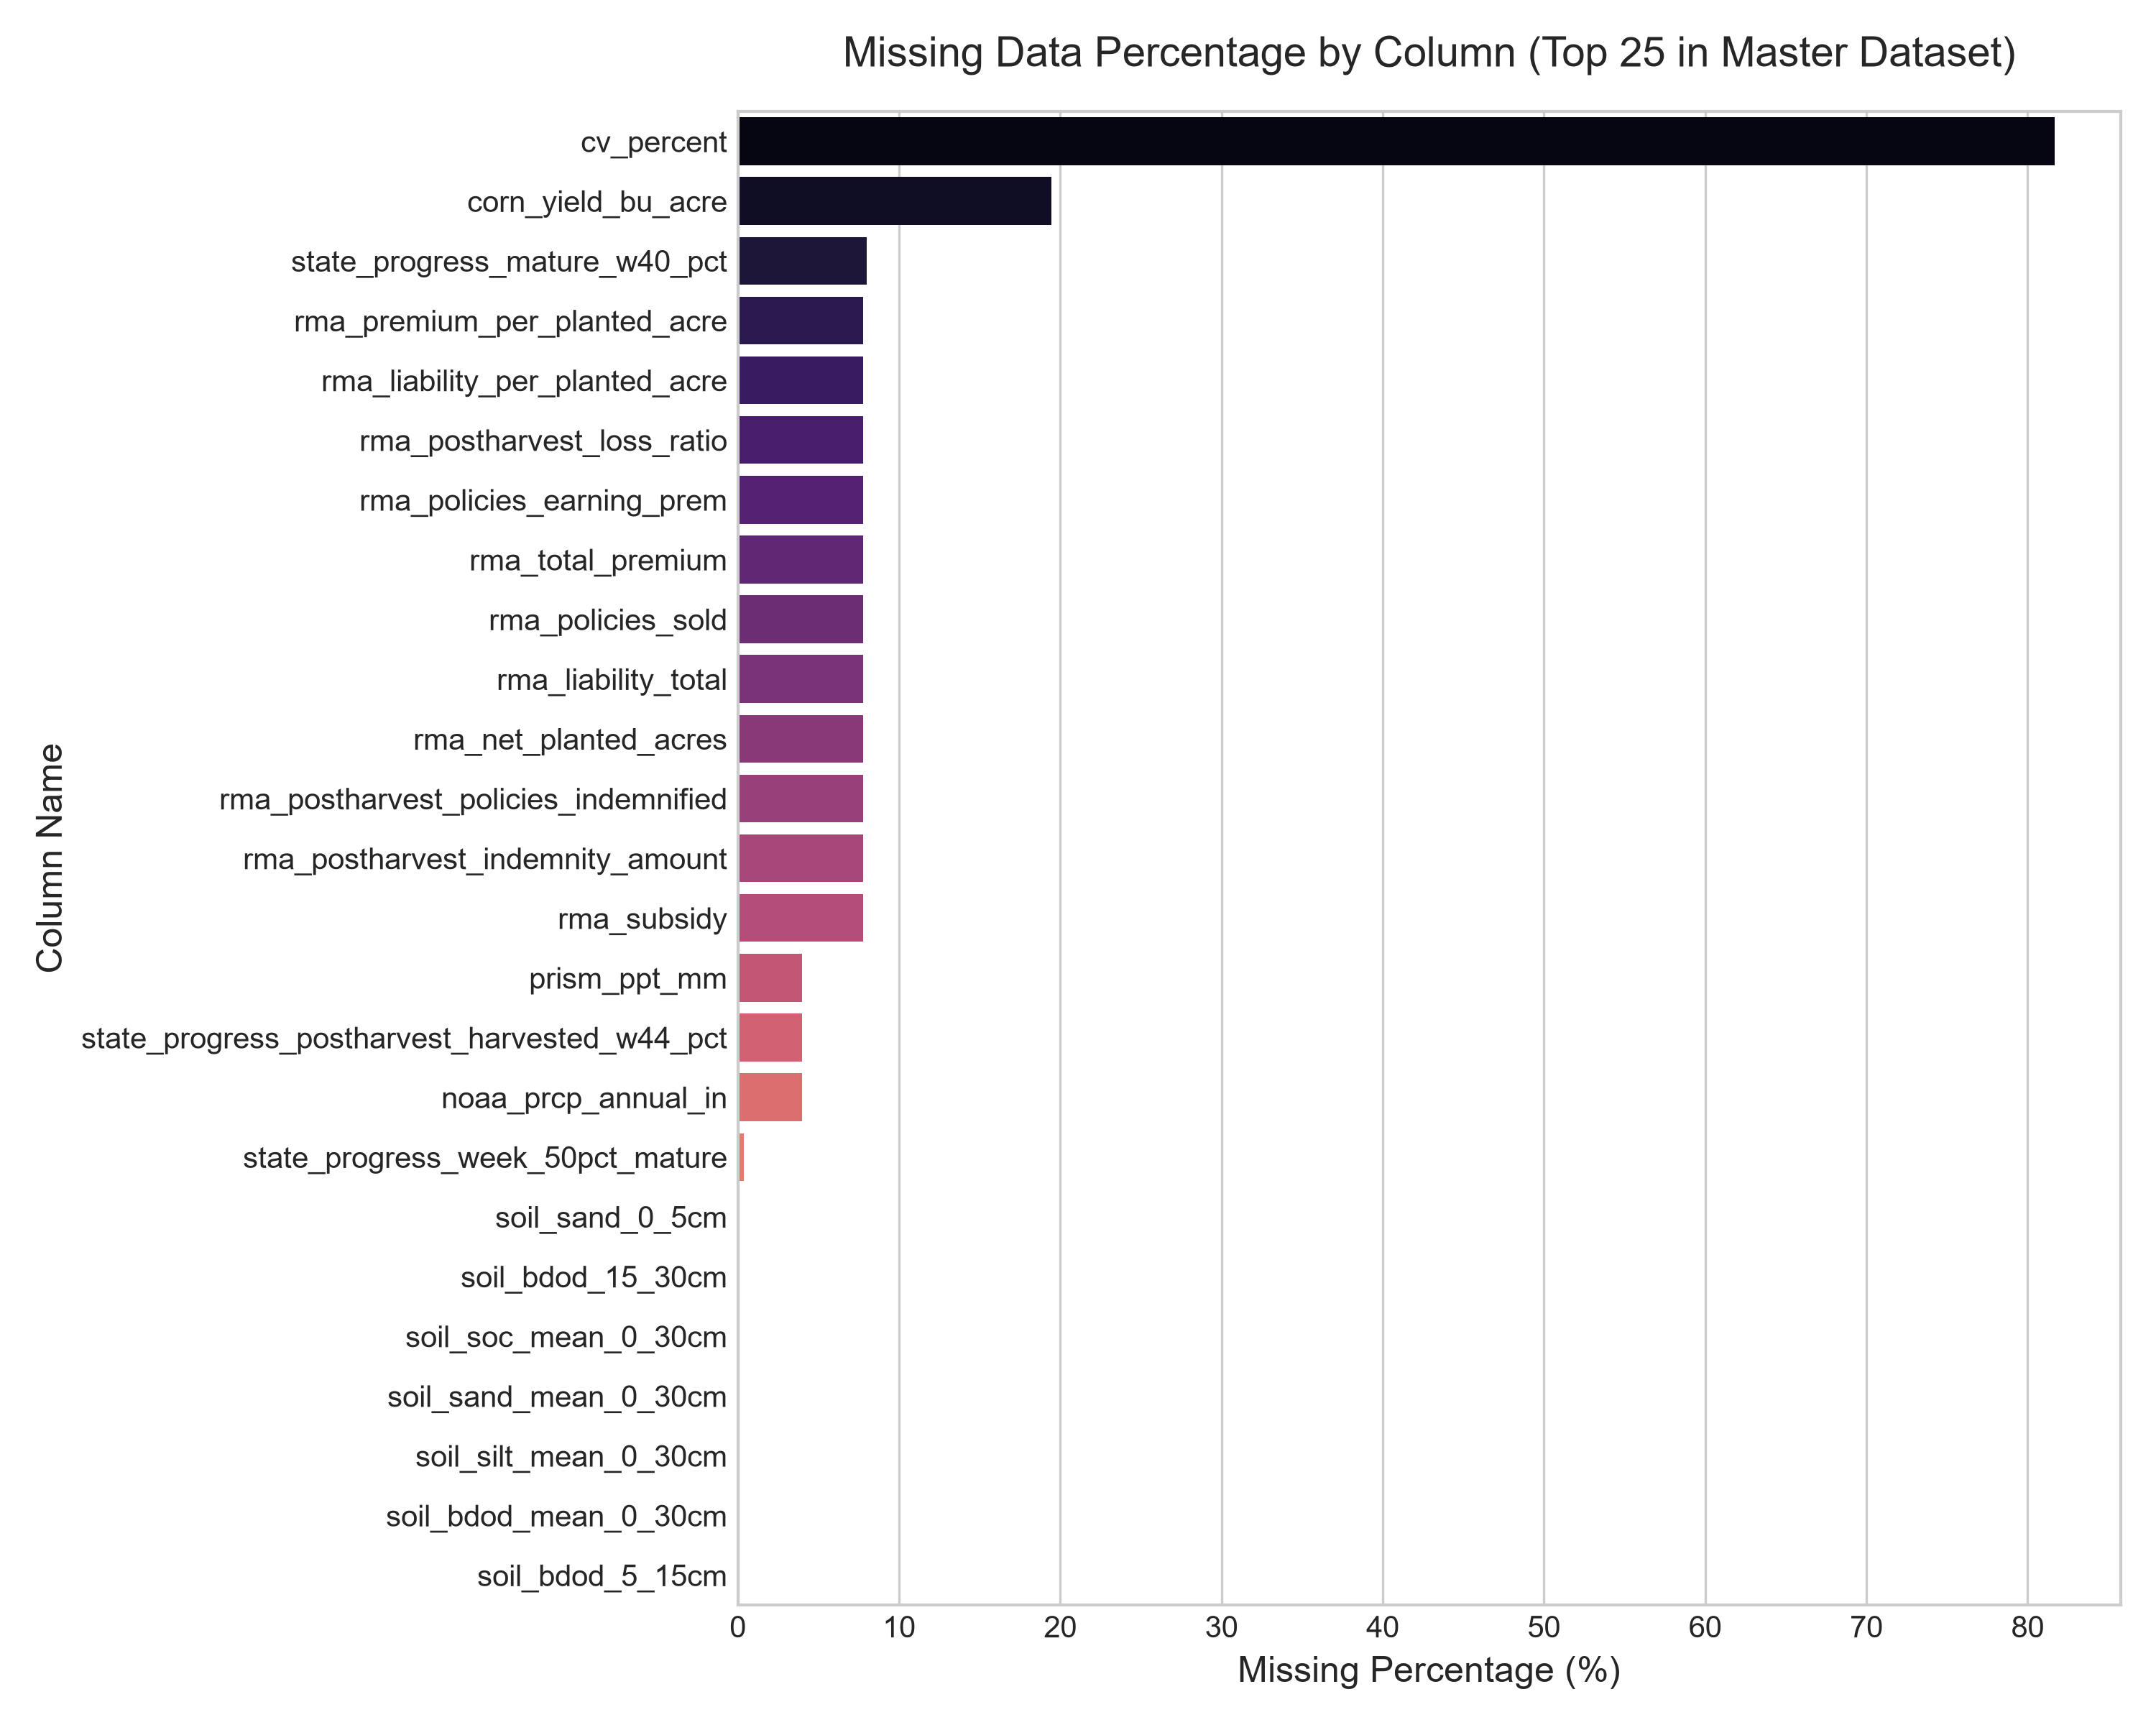 Missing Data Percentage by Column (Top 25 in Master Dataset)
Column Name
cv_percent
corn_yield_bu_acre
state_progress_mature_w40_pct
rma_premium_per_planted_acre
rma_liability_per_planted_acre
rma_postharvest_loss_ratio
rma_policies_earning_prem
rma_total_premium
rma_policies_sold
rma_liability_total
rma_net_planted_acres
rma_postharvest_policies_indemnified
rma_postharvest_indemnity_amount
rma_subsidy
prism_ppt_mm
state_progress_postharvest_harvested_w44_pct
noaa_prcp_annual_in
state_progress_week_50pct_mature
soil_sand_0_5cm
soil_bdod_15_30cm
soil_soc_mean_0_30cm
soil_sand_mean_0_30cm
soil_silt_mean_0_30cm
soil_bdod_mean_0_30cm
soil_bdod_5_15cm
0 10 20 30 40 50 60 70 80
Missing Percentage (%)